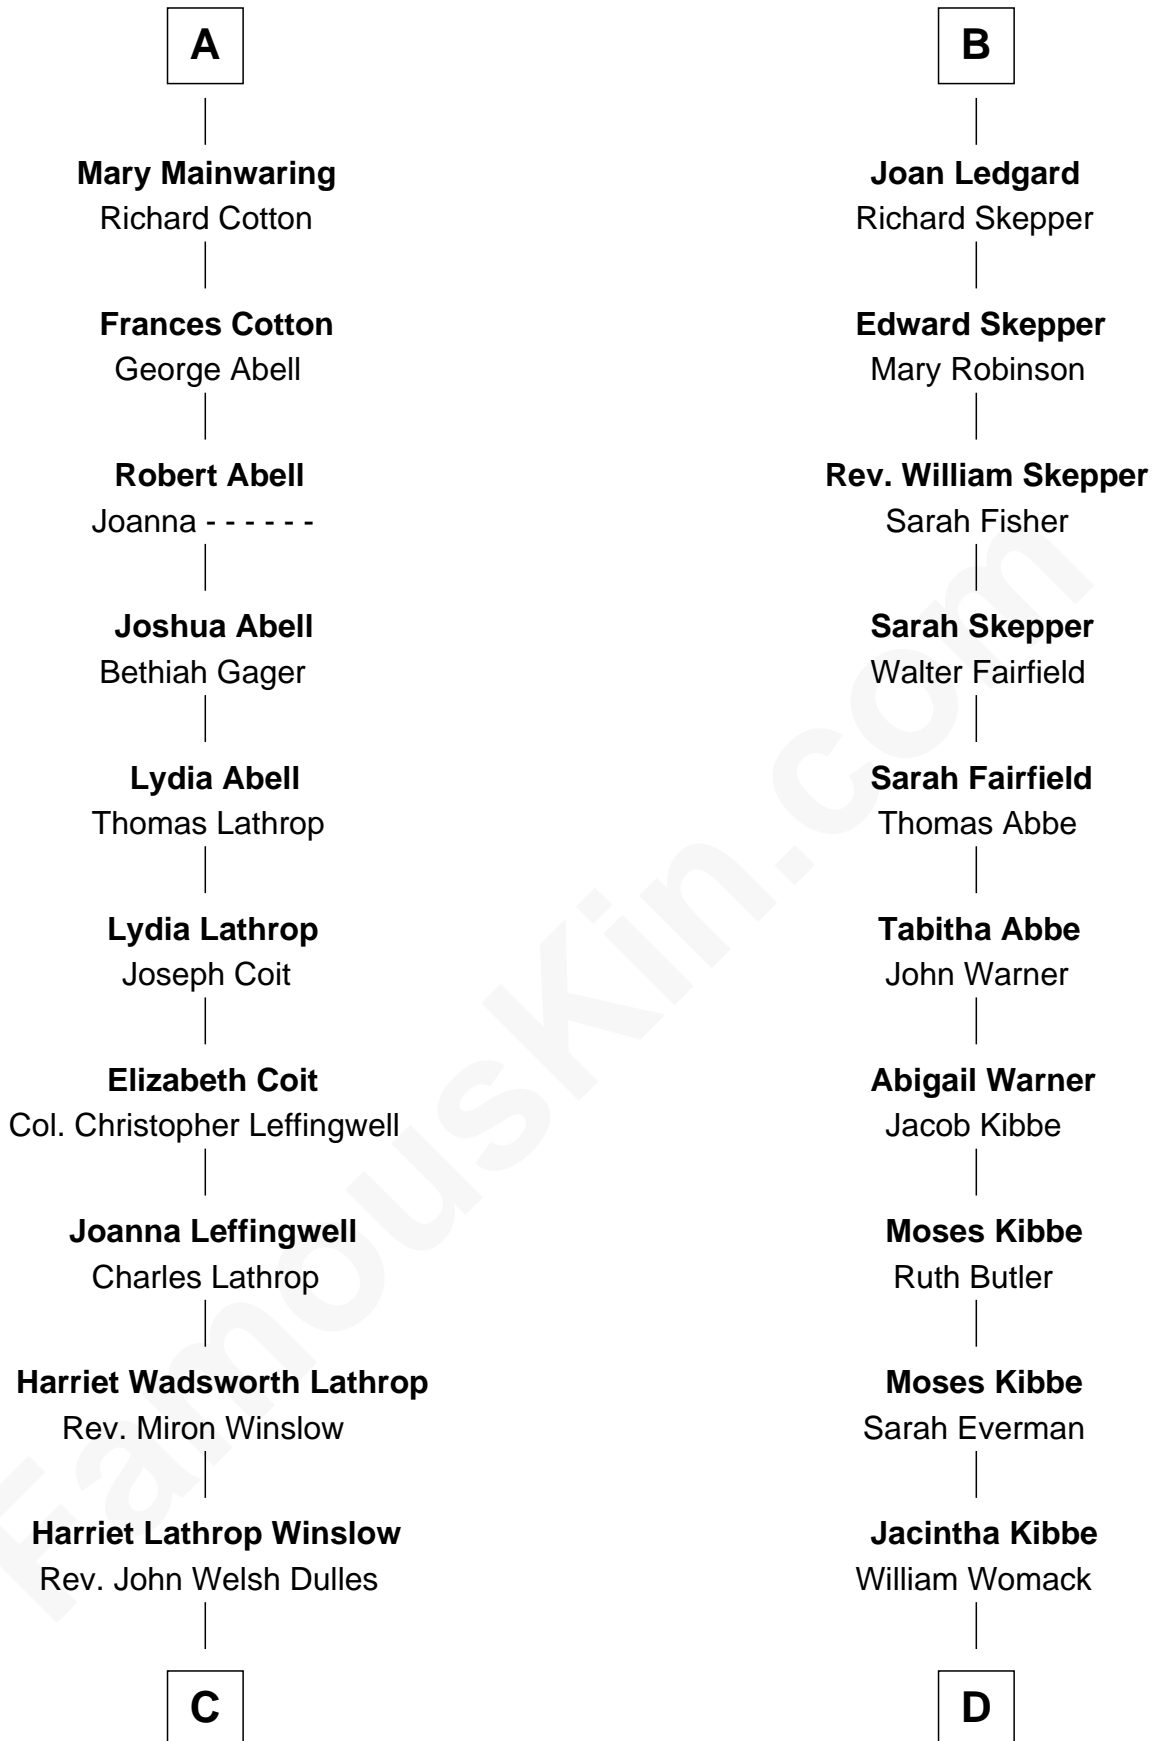 A
Mary Mainwaring
Richard Cotton
Frances Cotton
George Abell
Robert Abell
Joanna - - - - - -
Joshua Abell
Bethiah Gager
Lydia Abell
Thomas Lathrop
Lydia Lathrop
Joseph Coit
Elizabeth Coit
Col. Christopher Leffingwell
Joanna Leffingwell
Charles Lathrop
Harriet Wadsworth Lathrop
Rev. Miron Winslow
Harriet Lathrop Winslow
Rev. John Welsh Dulles
C
B
Joan Ledgard
Richard Skepper
Edward Skepper
Mary Robinson
Rev. William Skepper
Sarah Fisher
Sarah Skepper
Walter Fairfield
Sarah Fairfield
Thomas Abbe
Tabitha Abbe
John Warner
Abigail Warner
Jacob Kibbe
Moses Kibbe
Ruth Butler
Moses Kibbe
Sarah Everman
Jacintha Kibbe
William Womack
D
FamousKin.com